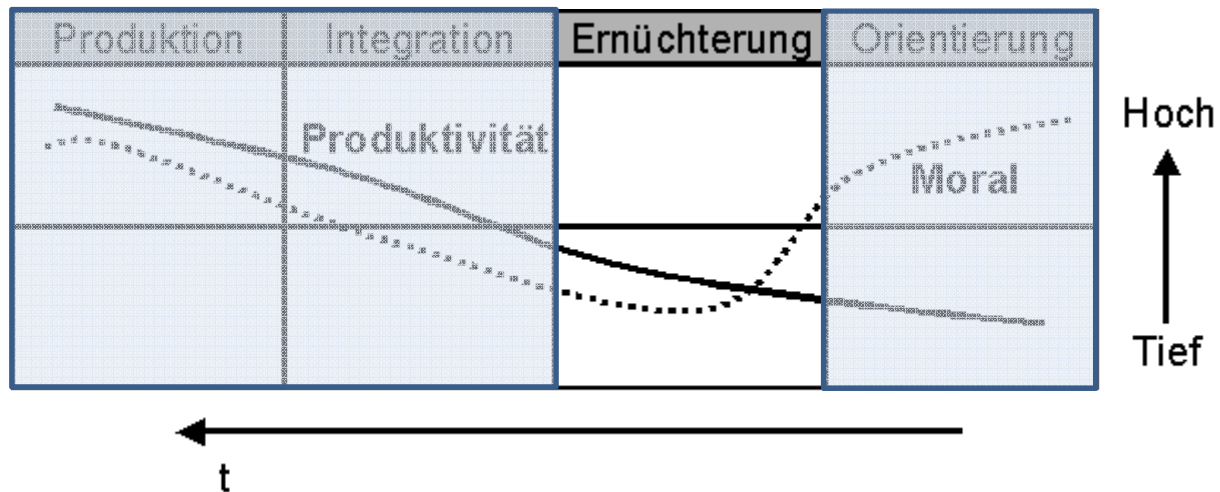 Produktion Integration Ernüchterung Orientierung
Hoch
Produktivität
Moral
Tief
t